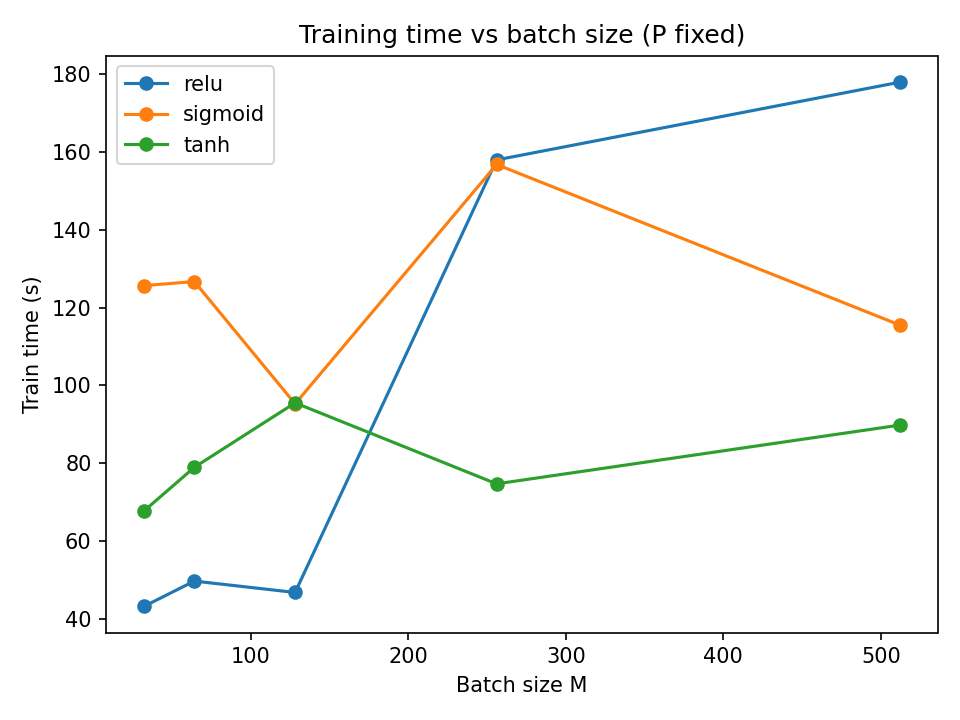 Training time vs batch size (P fixed)
relu
sigmoid
tanh
Train time (s)
180
160
140
120
100
80
60
40
100 200 300 400 500
Batch size M